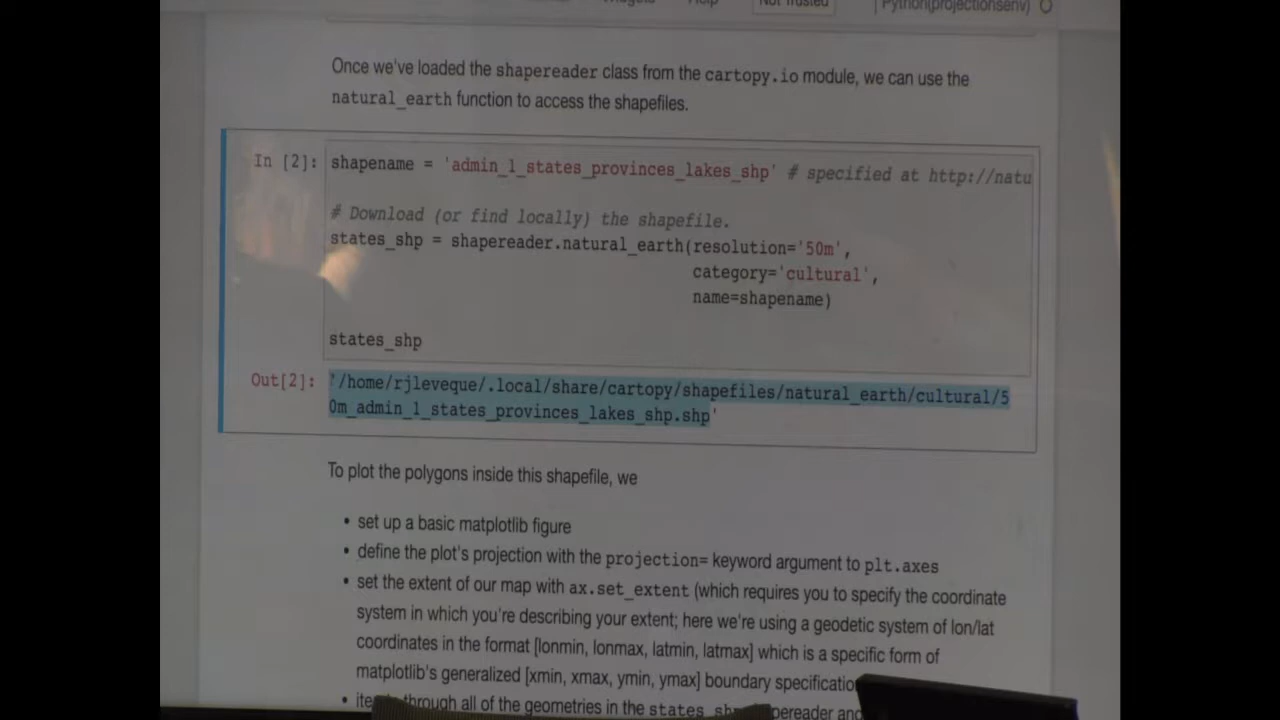 Help
Not Trusted
Python(projectionsenv)
Once we've loaded the shapereader class from the cartopy.io module, we can use the
natural_earth function to access the shapefiles.
In [2]: shapename = 'admin_1_states_provinces_lakes_shp' # specified at http://natu
# Download (or find locally) the shapefile.
states_shp = shapereader.natural_earth(resolution='50m',
category='cultural',
name=shapename)
states_shp
Out[2]: '/home/rjleveque/.local/share/cartopy/shapefiles/natural_earth/cultural/5
0m_admin_1_states_provinces_lakes_shp.shp'
To plot the polygons inside this shapefile, we
• set up a basic matplotlib figure
• define the plot's projection with the projection= keyword argument to plt.axes
• set the extent of our map with ax.set_extent (which requires you to specify the coordinate
system in which you're describing your extent; here we're using a geodetic system of lon/lat
coordinates in the format [lonmin, lonmax, latmin, latmax] which is a specific form of
matplotlib's generalized [xmin, xmax, ymin, ymax] boundary specificatio
• through all of the geometries in the